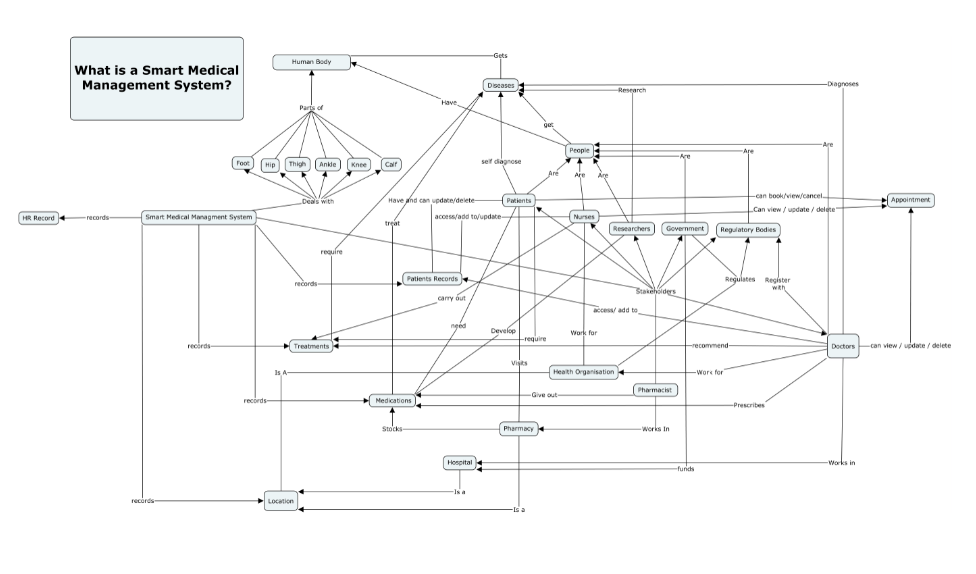 What is a Smart Medical
Management System?
Human Body
Gets
Diseases
Diagnoses
Research
Have
Parts of
get
People
Are
Are
Are
self diagnose
Foot
Hip
Thigh
Ankle
Knee
Calf
Are
Are
Are
Deals with
Have and can update/delete
Patients
can book/view/cancel
Appointment
HR Record
records
Smart Medical Managment System
access/add to/update
Nurses
Can view / update / delete
treat
Researchers
Government
Regulatory Bodies
require
records
Patients Records
Stakeholders
Regulates
Register
with
carry out
access/ add to
need
Develop
Work for
require
records
Treatments
recommend
Doctors
can view / update / delete
Visits
Is A
Health Organisation
Work for
Pharmacist
records
Medications
Give out
Prescribes
Stocks
Pharmacy
Works In
Hospital
funds
Works in
Is a
records
Location
Is a